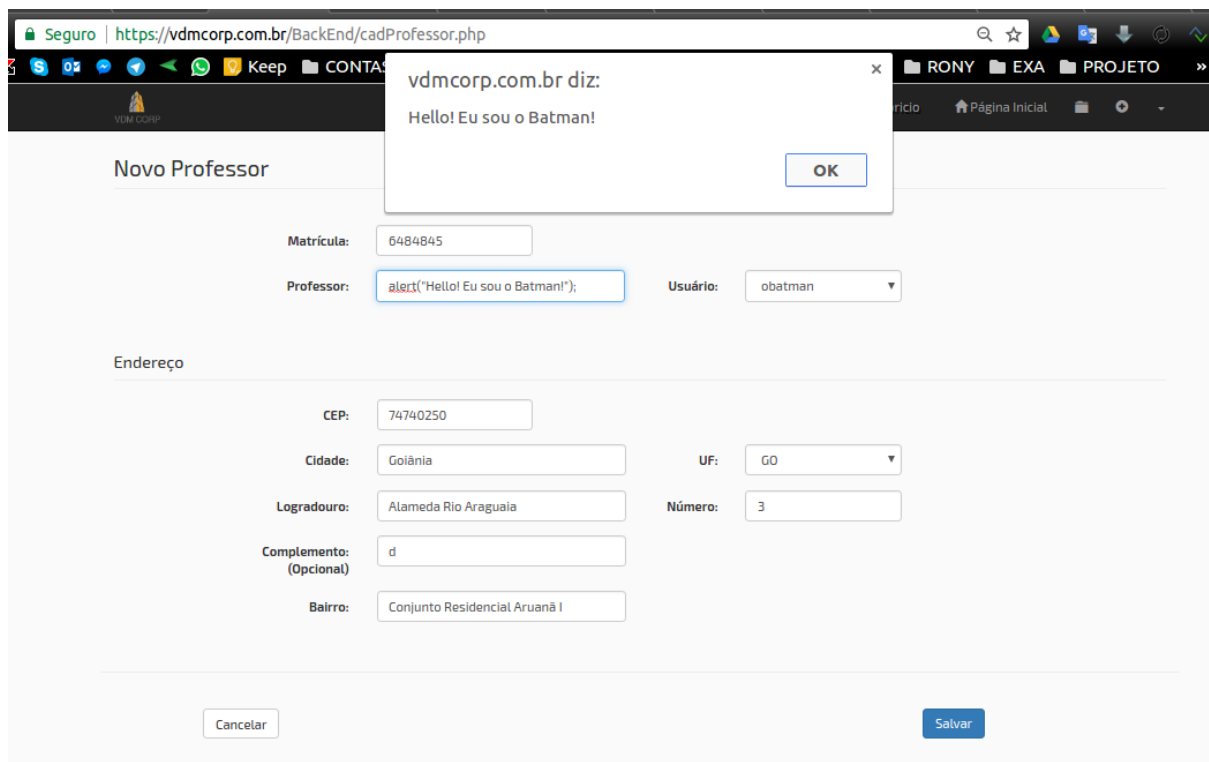 Seguro | https://vdmcorp.com.br/BackEnd/cadProfessor.php
Keep CONTAS RONY EXA PROJETO »
vdmcorp.com.br diz:
Hello! Eu sou o Batman!
OK
VDM CORP Página Inicial
Novo Professor
Matrícula: 6484845
Professor: alert("Hello! Eu sou o Batman!"); Usuário: obatman
Endereço
CEP: 74740250
Cidade: Goiânia UF: GO
Logradouro: Alameda Rio Araguaia Número: 3
Complemento: d
(Opcional)
Bairro: Conjunto Residencial Aruanã I
Cancelar Salvar